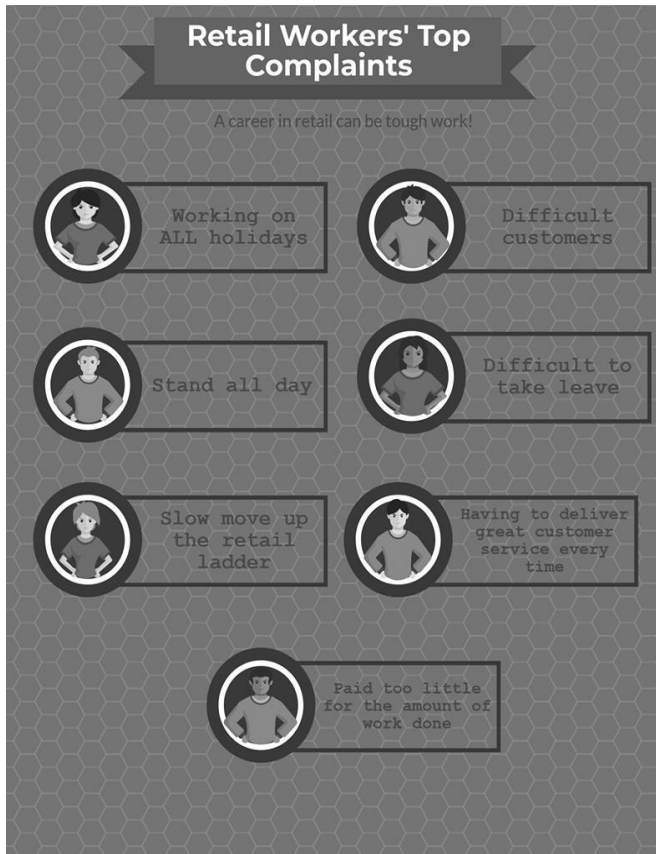 Retail Workers' Top
Complaints
A career in retail can be tough work!
Working on
ALL holidays
Difficult
customers
Stand all day
Difficult to
take leave
Slow move up
the retail
ladder
Having to deliver
great customer
service every
time
Paid too little
for the amount of
work done